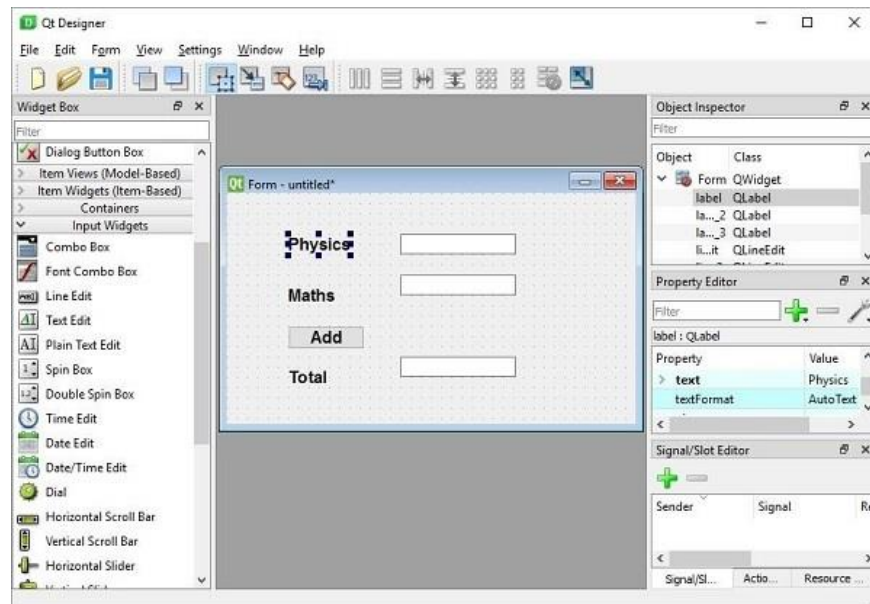 Qt Designer
File Edit Form View Settings Window Help
Widget Box
Filter
Dialog Button Box
Item Views (Model-Based)
Item Widgets (Item-Based)
Containers
Input Widgets
Combo Box
Font Combo Box
Line Edit
Text Edit
Plain Text Edit
Spin Box
Double Spin Box
Time Edit
Date Edit
Date/Time Edit
Dial
Horizontal Scroll Bar
Vertical Scroll Bar
Horizontal Slider
Form - untitled*
Physics
Maths
Add
Total
Object Inspector
Filter
Object Class
Form QWidget
label QLabel
la..._2 QLabel
la..._3 QLabel
li...it QLineEdit
Property Editor
Filter
label : QLabel
Property Value
text Physics
textFormat AutoText
Signal/Slot Editor
Sender Signal Re
Signal/Sl... Actio... Resource ...